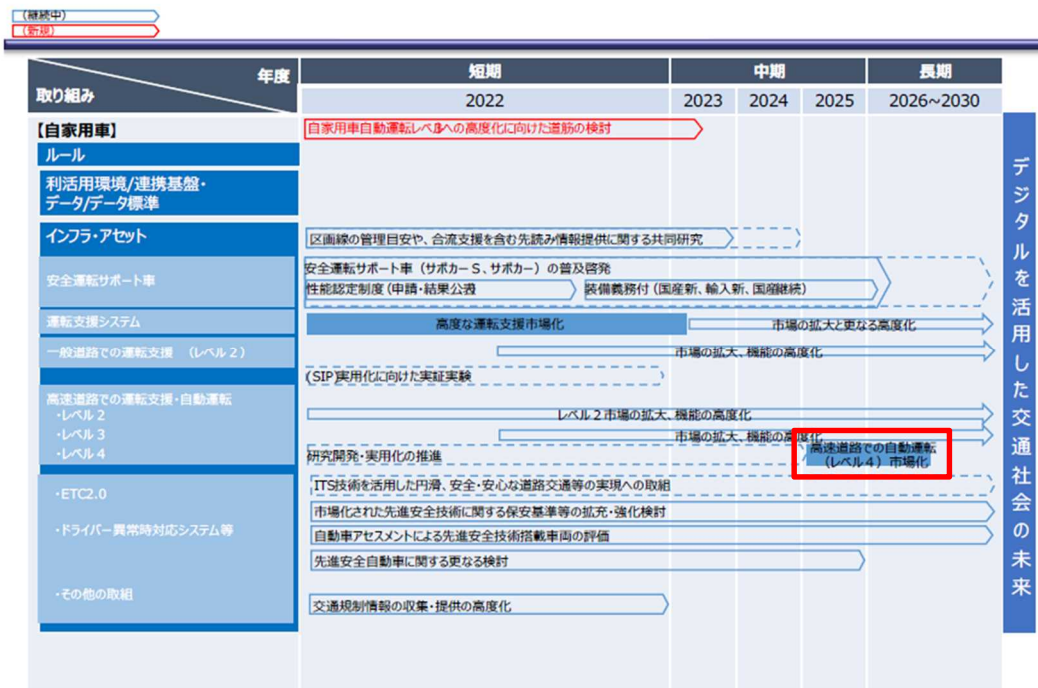 (継続中)
(新規)
年度
取り組み
短期
中期
長期
2022
2023
2024
2025
2026~2030
【自家用車】
自家用車自動運転レベルへの高度化に向けた道筋の検討
ルール
利活用環境/連携基盤・
データ/データ標準
インフラ・アセット
区画線の管理目安や、合流支援を含む先読み情報提供に関する共同研究
安全運転サポート車
安全運転サポート車(サポカーS、サポカー)の普及啓発
性能認定制度(申請・結果公表)
装備義務付(国産新、輸入新、国産継続)
運転支援システム
高度な運転支援市場化
市場の拡大と更なる高度化
一般道路での運転支援 (レベル2)
市場の拡大、機能の高度化
(SIP)実用化に向けた実証実験
高速道路での運転支援・自動運転
・レベル2
レベル2市場の拡大、機能の高度化
・レベル3
市場の拡大、機能の高度化
・レベル4
研究開発・実用化の推進
高速道路での自動運転
(レベル4)市場化
・ETC2.0
ITS技術を活用した円滑、安全・安心な道路交通等の実現への取組
市場化された先進安全技術に関する保安基準等の拡充・強化検討
・ドライバー異常時対応システム等
自動車アセスメントによる先進安全技術搭載車両の評価
先進安全自動車に関する更なる検討
・その他の取組
交通規制情報の収集・提供の高度化
デジタルを活用した交通社会の未来